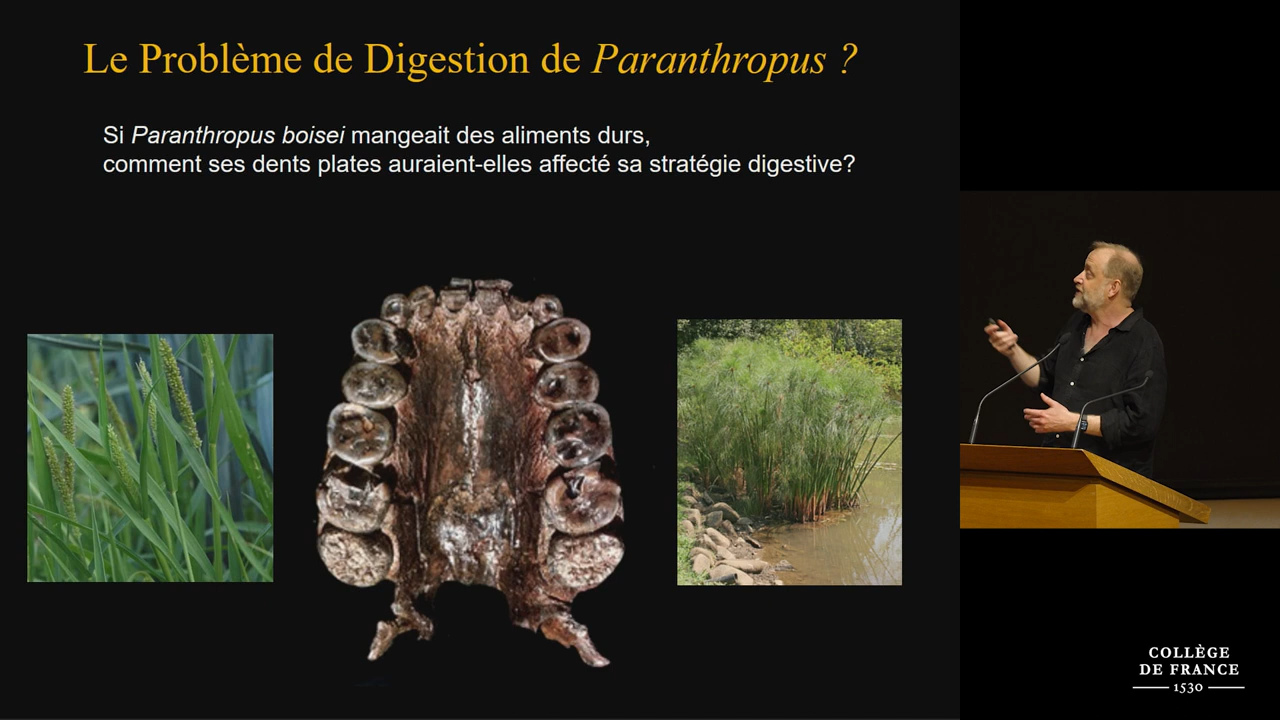 Le Problème de Digestion de Paranthropus ?
Si Paranthropus boisei mangeait des aliments durs,
comment ses dents plates auraient-elles affecté sa stratégie digestive?
COLLÈGE
DE FRANCE
1530